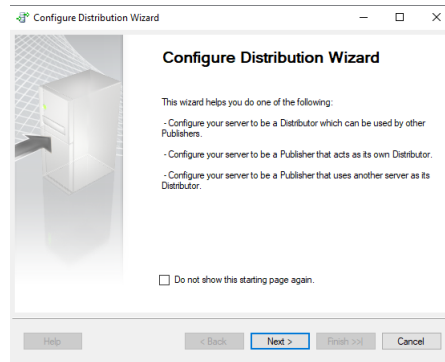 Configure Distribution Wizard
Configure Distribution Wizard
This wizard helps you do one of the following:
- Configure your server to be a Distributor which can be used by other
Publishers.
- Configure your server to be a Publisher that acts as its own Distributor.
- Configure your server to be a Publisher that uses another server as its
Distributor.
Do not show this starting page again.
Help
< Back
Next >
Finish >>|
Cancel